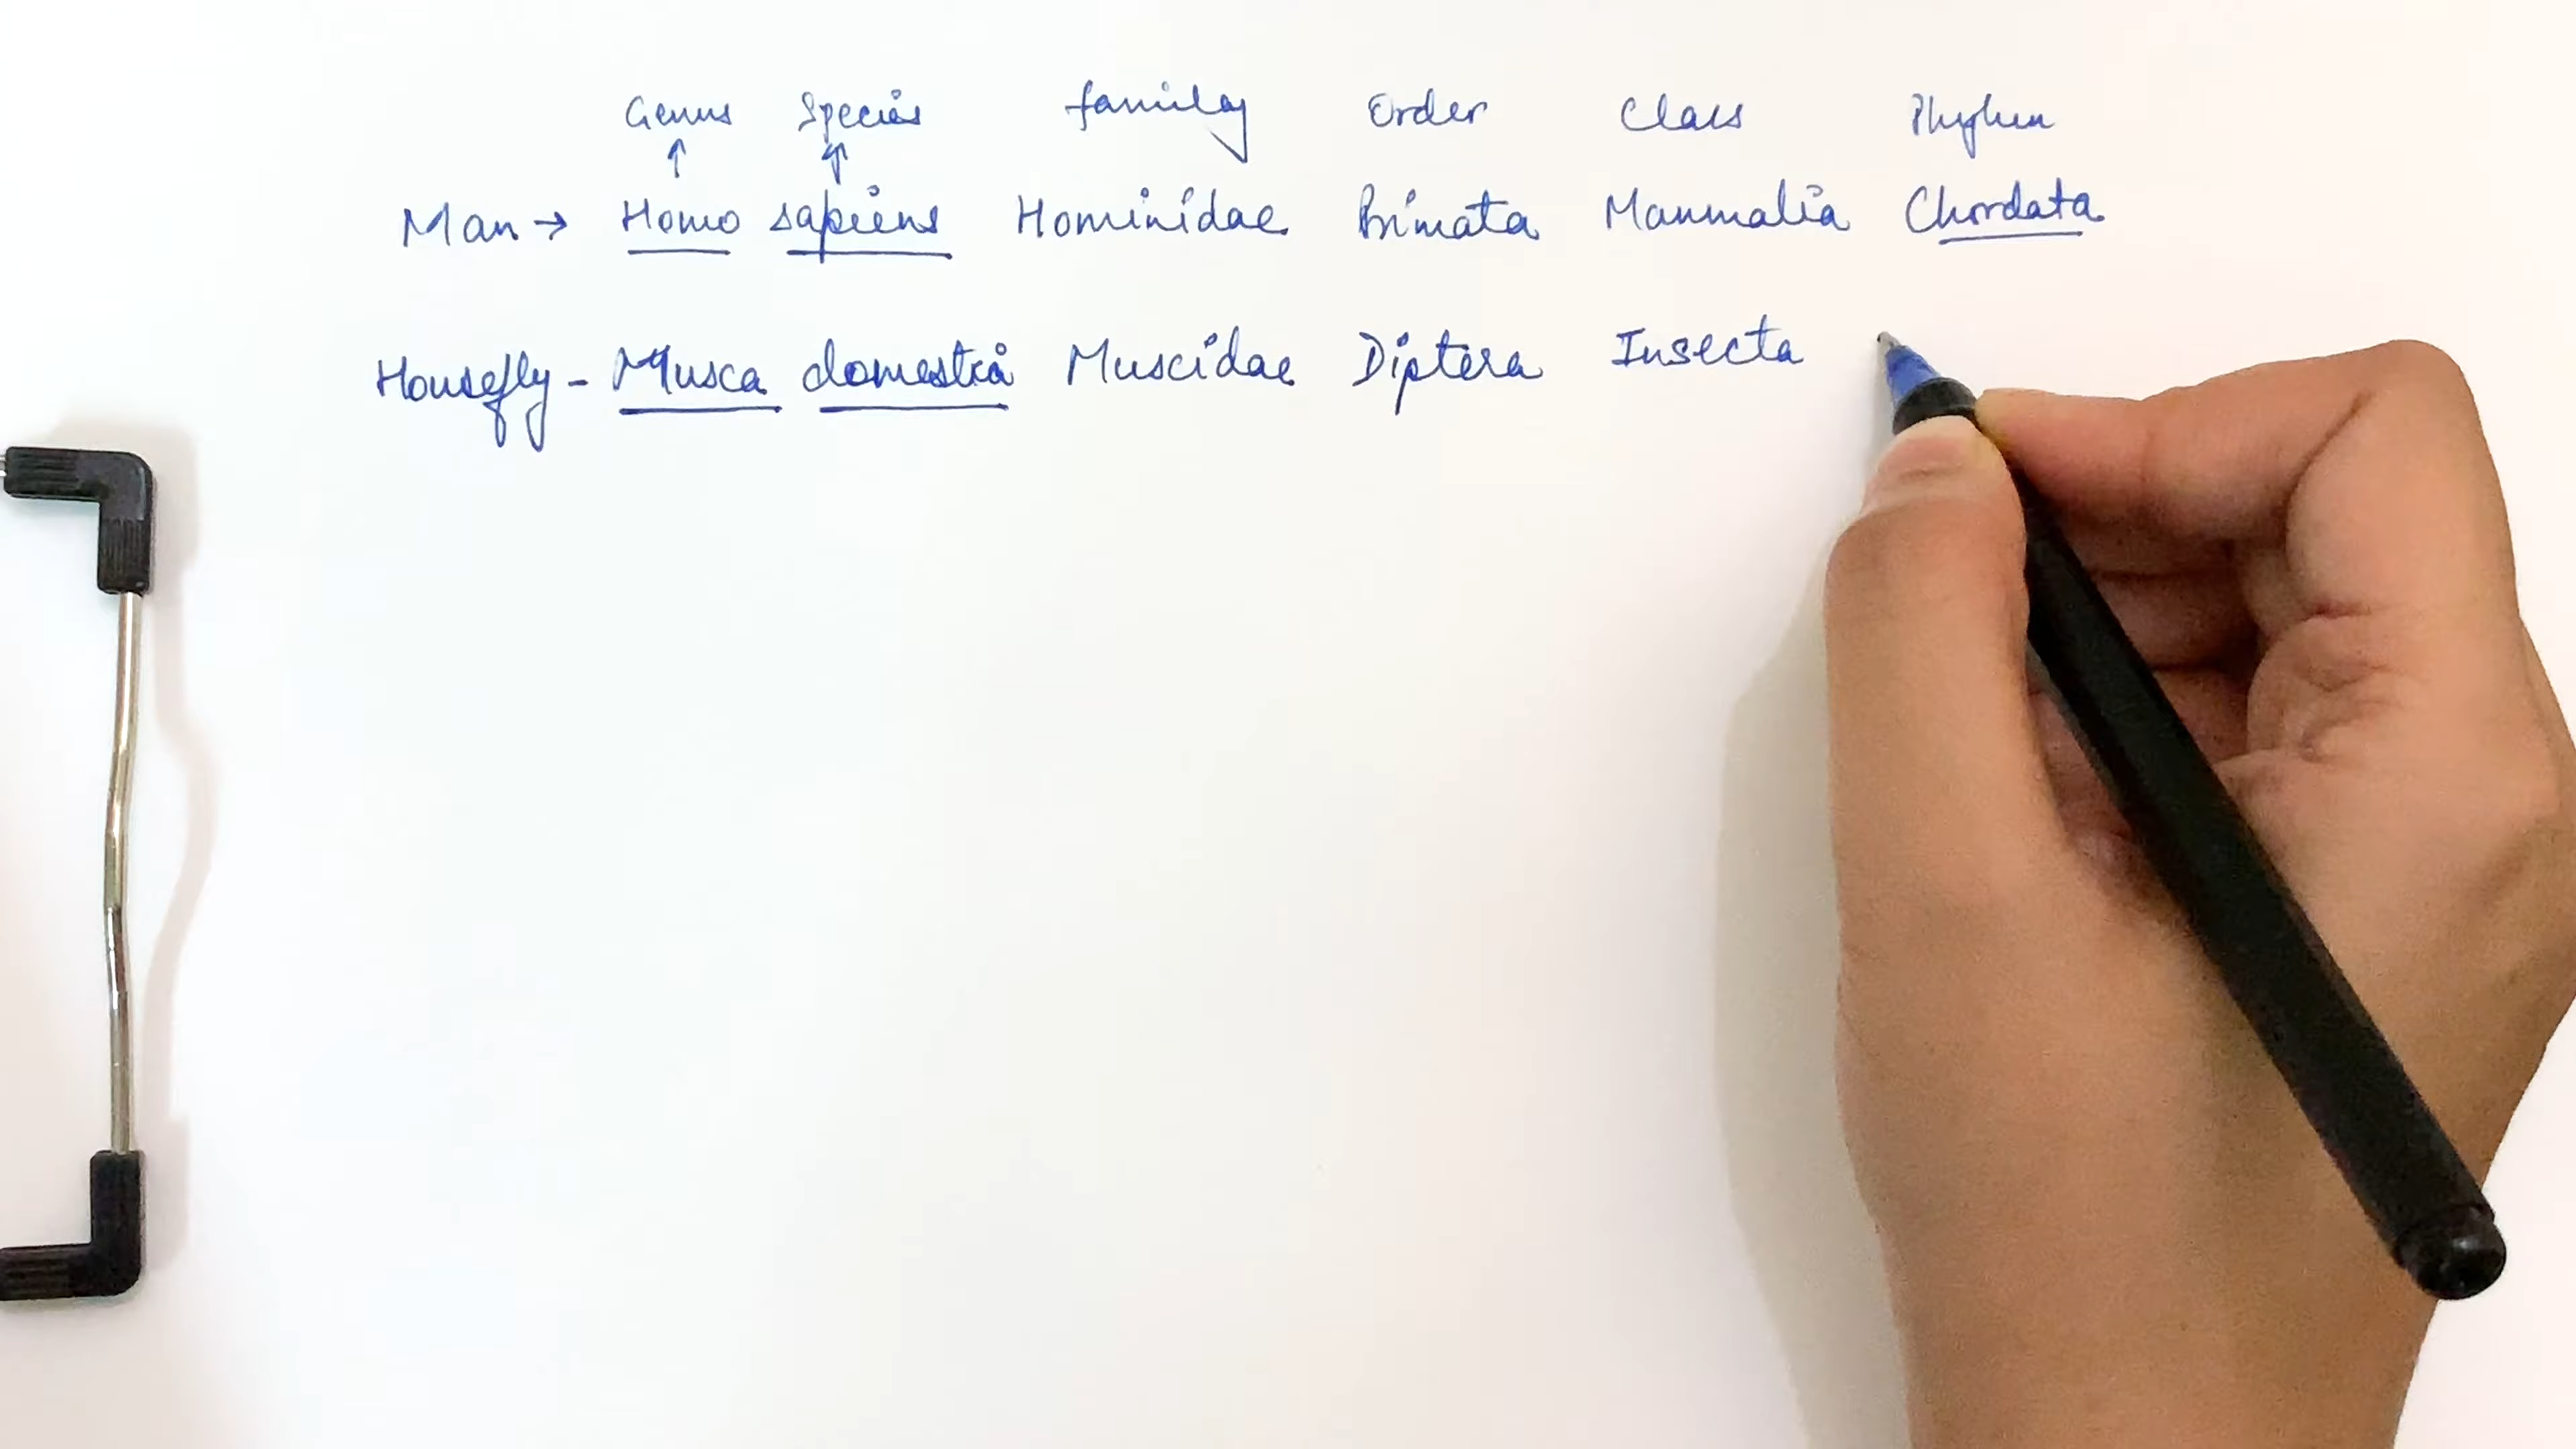 Genus Species family Order Class Phylum
↑ ↑
Man → Homo sapiens Hominidae Primata Mammalia Chordata
Housefly - Musca domestica Muscidae Diptera Insecta